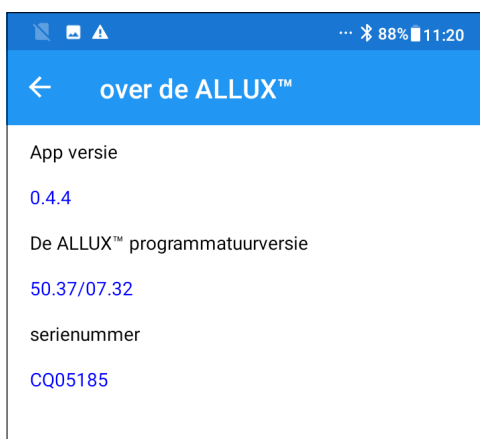 ... 88% 11:20
over de ALLUX™
App versie
0.4.4
De ALLUX™ programmatuurversie
50.37/07.32
serienummer
CQ05185